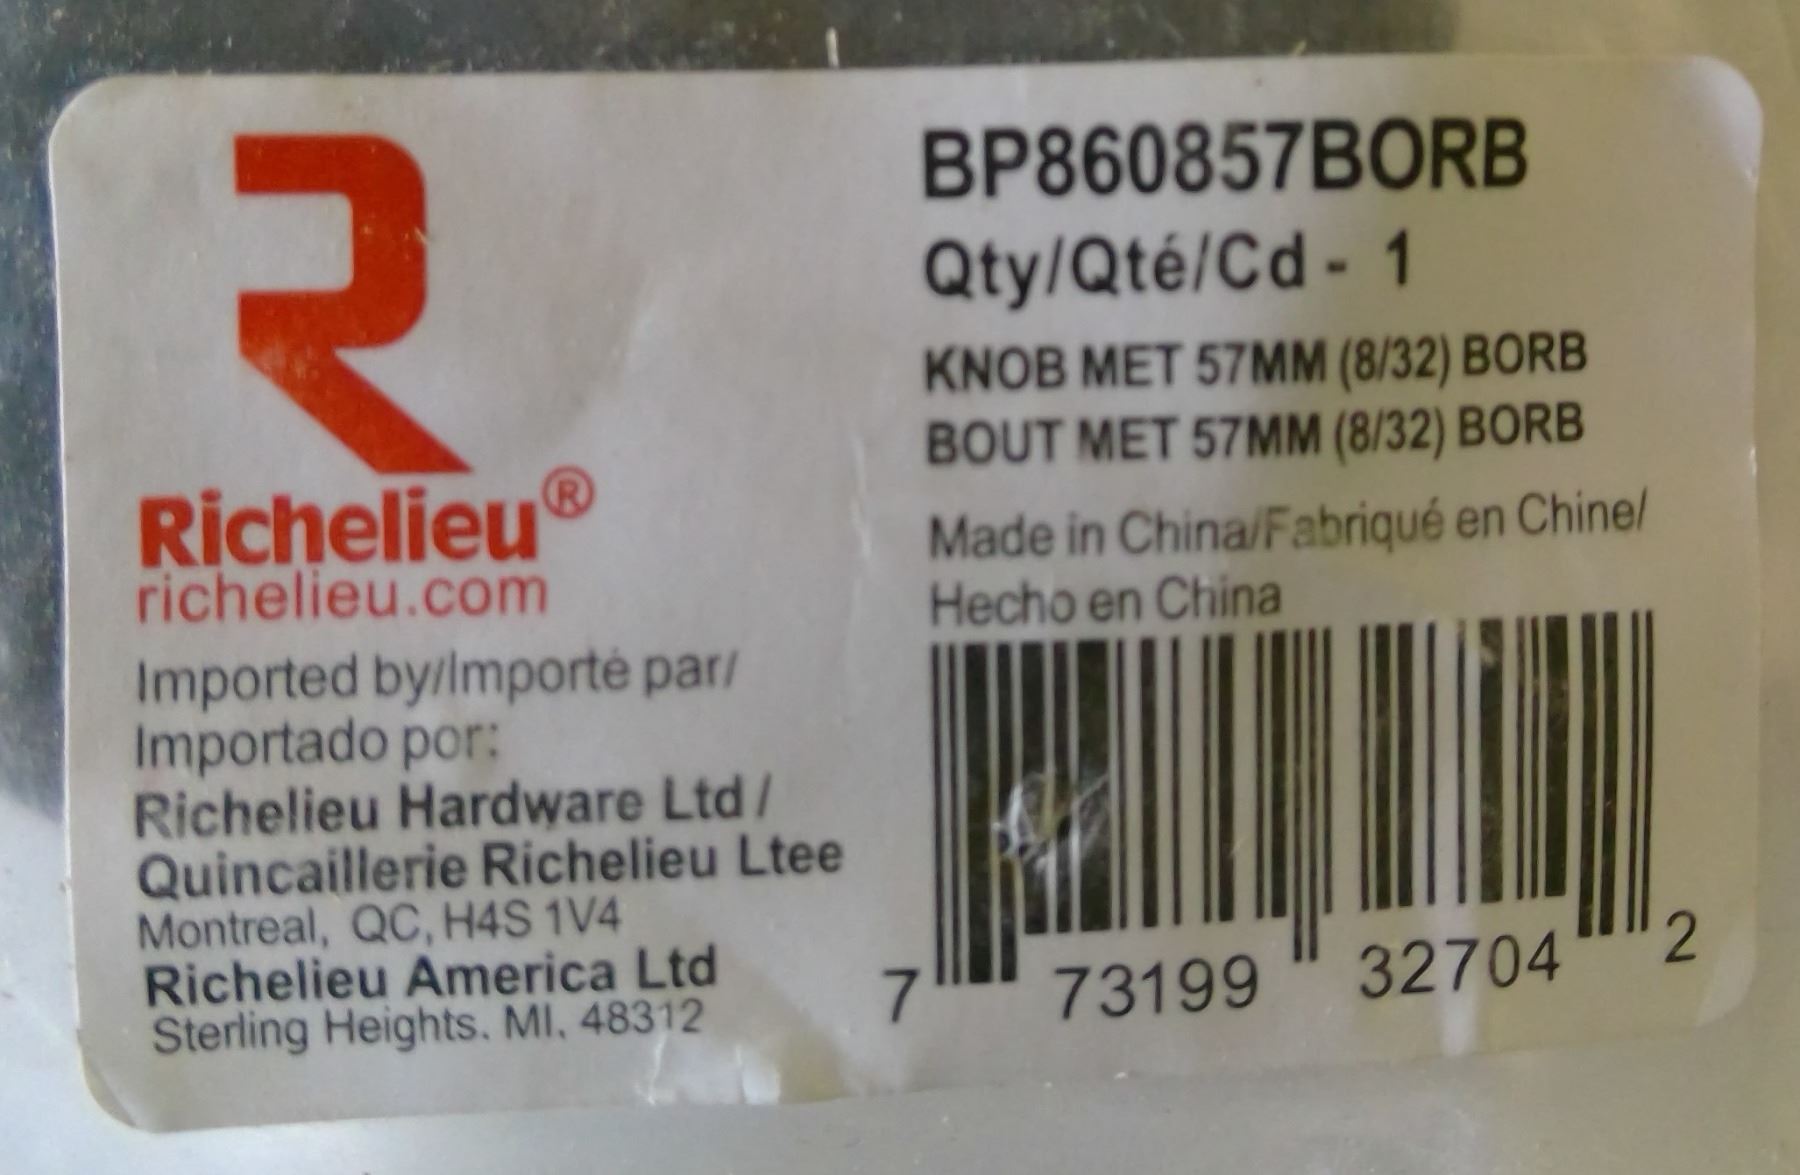 R
Richelieu®
richelieu.com
Imported by/Importé par/
Importado por:
Richelieu Hardware Ltd /
Quincaillerie Richelieu Ltee
Montreal, QC, H4S 1V4
Richelieu America Ltd
Sterling Heights. MI. 48312
BP860857BORB
Qty/Qté/Cd - 1
KNOB MET 57MM (8/32) BORB
BOUT MET 57MM (8/32) BORB
Made in China/Fabriqué en Chine/
Hecho en China
7 73199 32704 2